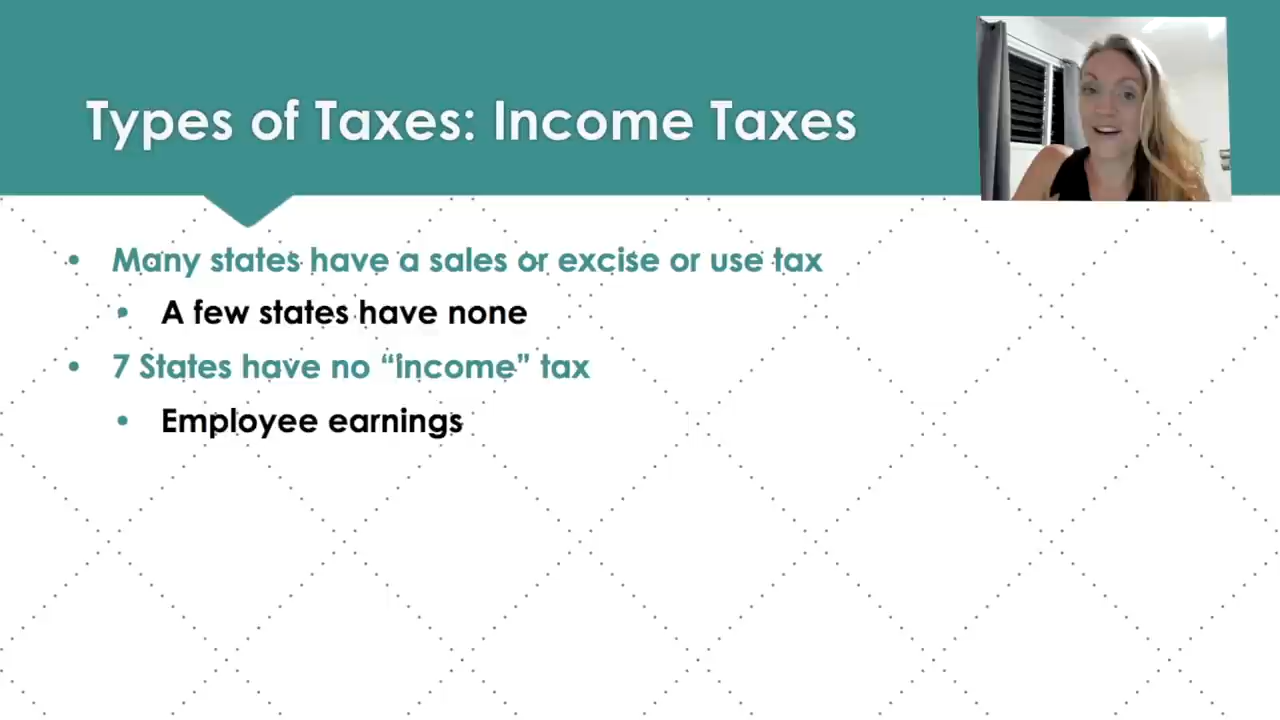 Types of Taxes: Income Taxes
• Many states have a sales or excise or use tax
• A few states have none
• 7 States have no “income” tax
• Employee earnings